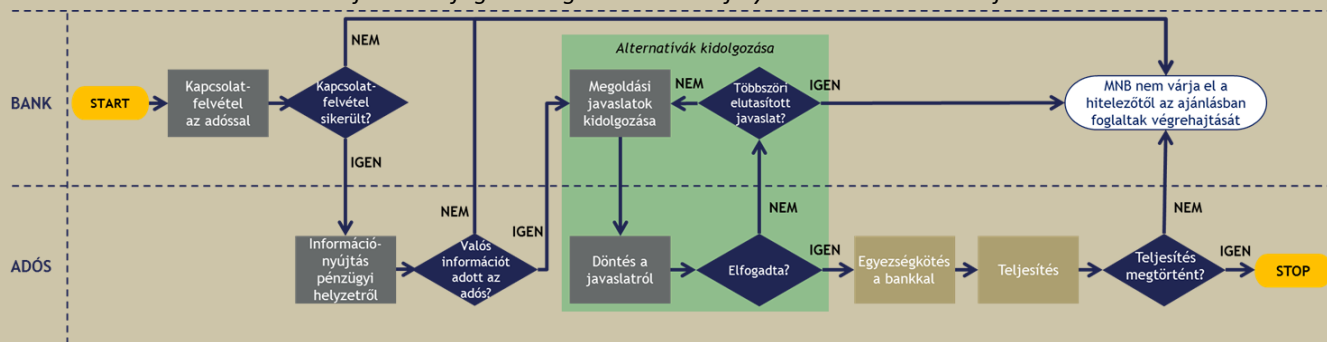 NEM
Alternatívák kidolgozása
BANK
START
Kapcsolat-
felvétel
az adóssal
Kapcsolat-
felvétel
sikerült?
Megoldási
javaslatok
kidolgozása
NEM
Többszöri
elutasított
javaslat?
IGEN
MNB nem várja el a
hitelezőtől az ajánlásban
foglaltak végrehajtását
IGEN
ADÓS
Információ-
nyújtás
pénzügyi
helyzetről
NEM
Valós
információt
adott az
adós?
IGEN
Döntés a
javaslatról
Elfogadta?
NEM
IGEN
Egyezségkötés
a bankkal
Teljesítés
Teljesítés
megtörtént?
NEM
IGEN
STOP